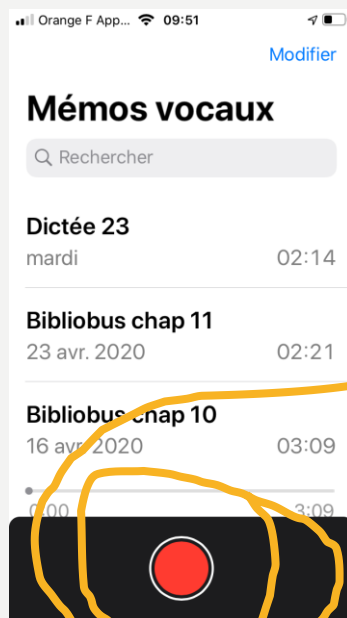 Orange F App... 09:51
Modifier
Mémos vocaux
Rechercher
Dictée 23
mardi 02:14
Bibliobus chap 11
23 avr. 2020 02:21
Bibliobus chap 10
16 avr. 2020 03:09
0:00 3:09